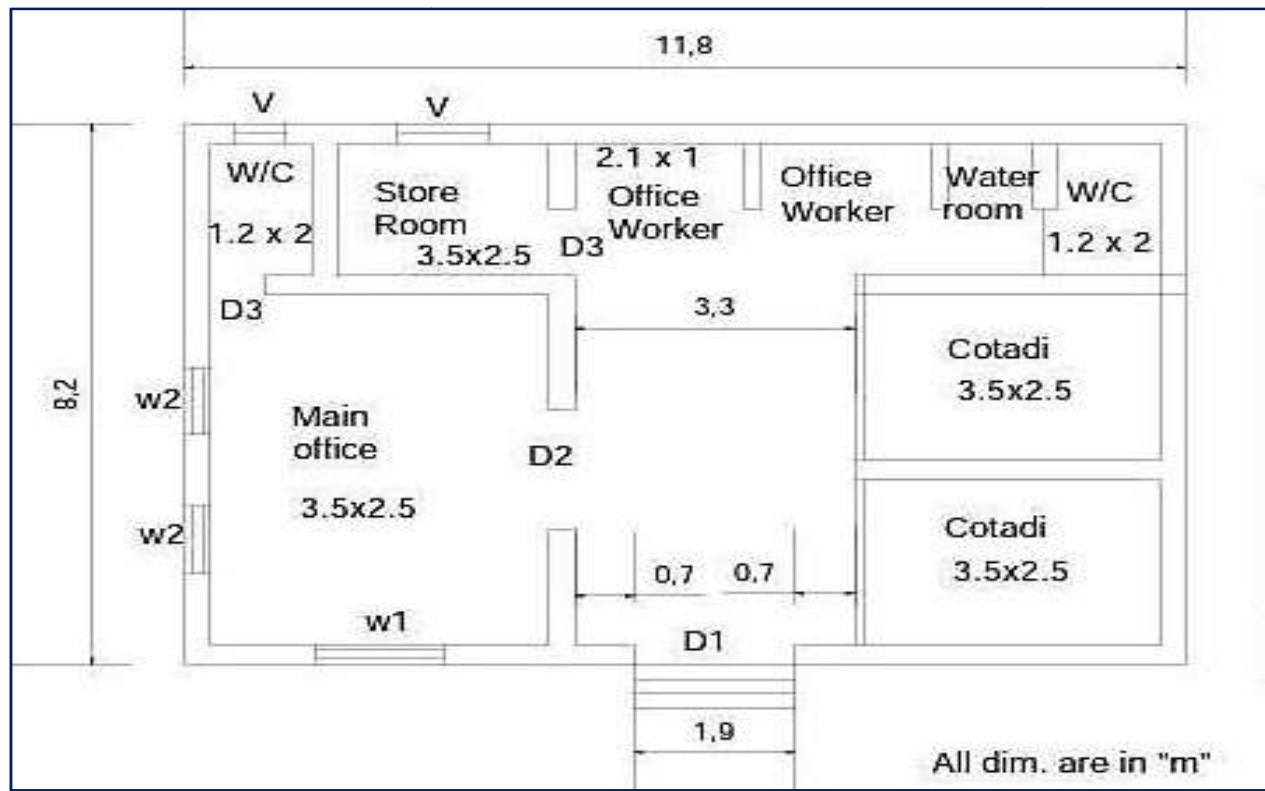 11,8
V
V
W/C
1.2 x 2
Store
Room
3.5x2.5
2.1 x 1
Office
Worker
Office
Worker
Water
room
W/C
1.2 x 2
D3
D3
3,3
8,2
w2
w2
Main
office
3.5x2.5
D2
Cotadi
3.5x2.5
Cotadi
3.5x2.5
0,7
0,7
w1
D1
1,9
All dim. are in "m"